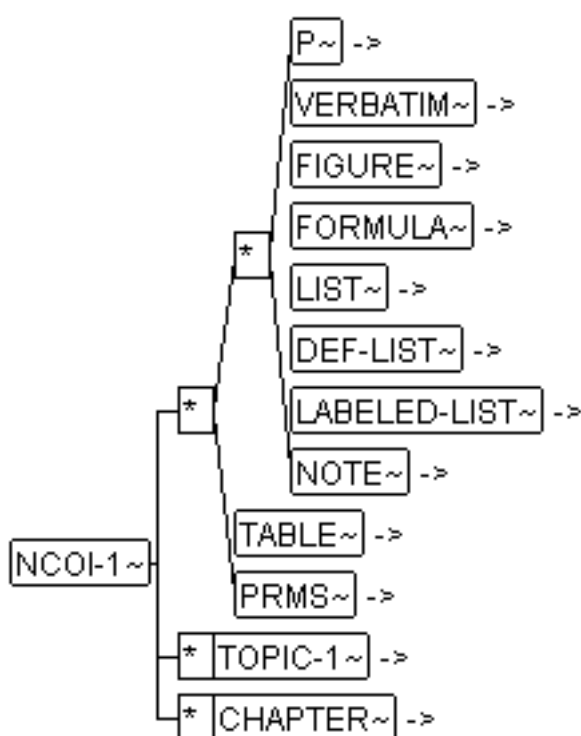 P~ ->
VERBATIM~ ->
FIGURE~ ->
FORMULA~ ->
*
LIST~ ->
DEF-LIST~ ->
*
LABELED-LIST~ ->
NOTE~ ->
TABLE~ ->
NCOI-1~
PRMS~ ->
* TOPIC-1~ ->
* CHAPTER~ ->